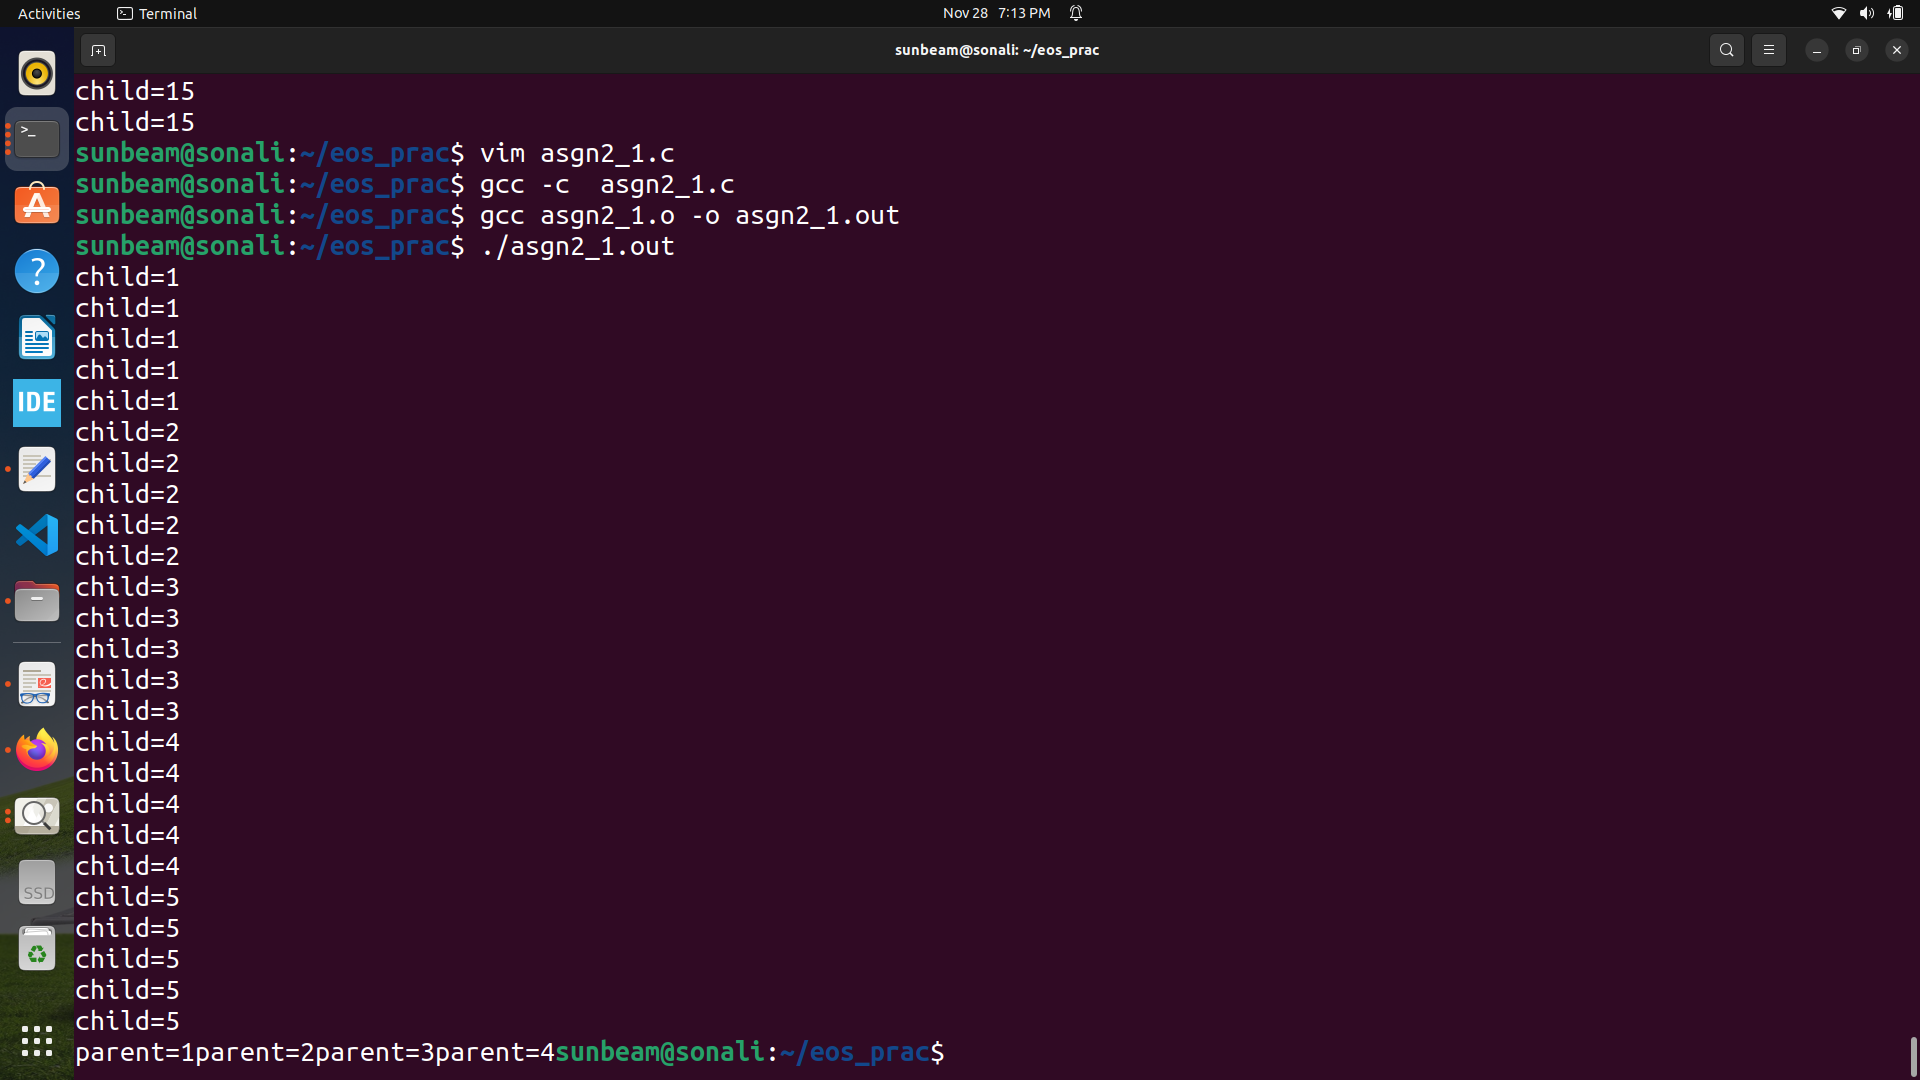 Activities
Terminal
Nov 28 7:13 PM
sunbeam@sonali: ~/eos_prac
child=15
child=15
sunbeam@sonali:~/eos_prac$ vim asgn2_1.c
sunbeam@sonali:~/eos_prac$ gcc -c  asgn2_1.c
sunbeam@sonali:~/eos_prac$ gcc asgn2_1.o -o asgn2_1.out
sunbeam@sonali:~/eos_prac$ ./asgn2_1.out
child=1
child=1
child=1
child=1
child=1
child=2
child=2
child=2
child=2
child=2
child=3
child=3
child=3
child=3
child=3
child=4
child=4
child=4
child=4
child=4
child=5
child=5
child=5
child=5
child=5
parent=1parent=2parent=3parent=4sunbeam@sonali:~/eos_prac$
>_
?
IDE
SSD